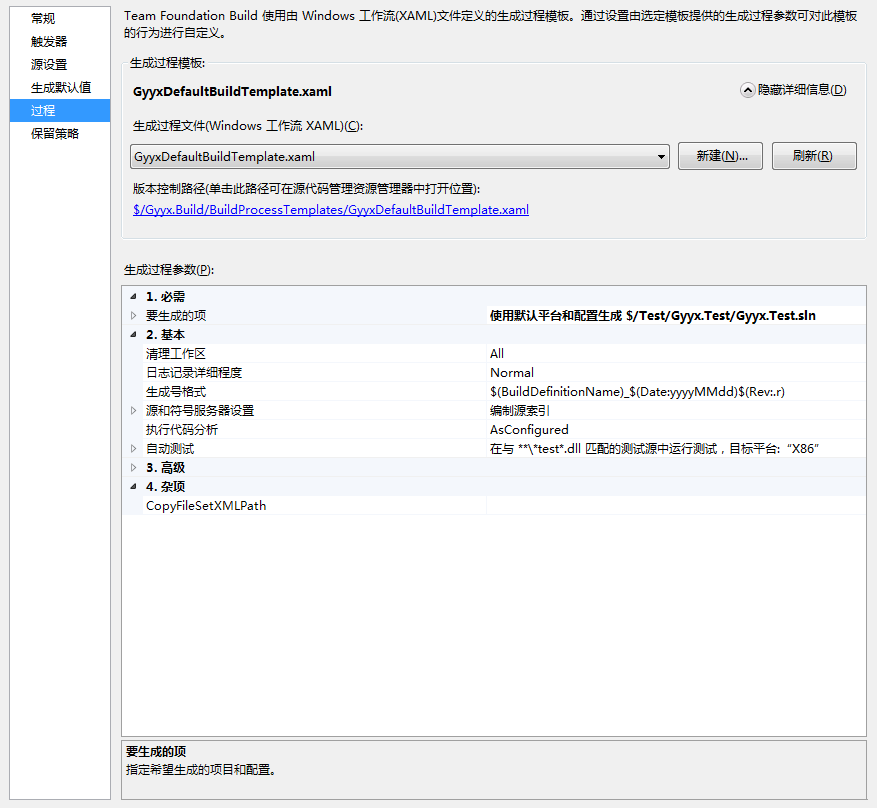 常规
触发器
源设置
生成默认值
过程
保留策略
Team Foundation Build 使用由 Windows 工作流(XAML)文件定义的生成过程模板。通过设置由选定模板提供的生成过程参数可对此模板
的行为进行自定义。
生成过程模板:
GyyxDefaultBuildTemplate.xaml
隐藏详细信息(D)
生成过程文件(Windows 工作流 XAML)(C):
GyyxDefaultBuildTemplate.xaml
新建(N)...
刷新(R)
版本控制路径(单击此路径可在源代码管理资源管理器中打开位置):
$/Gyyx.Build/BuildProcessTemplates/GyyxDefaultBuildTemplate.xaml
生成过程参数(P):
1. 必需
要生成的项 使用默认平台和配置生成 $/Test/Gyyx.Test/Gyyx.Test.sln
2. 基本
清理工作区 All
日志记录详细程度 Normal
生成号格式 $(BuildDefinitionName)_$(Date:yyyyMMdd)$(Rev:.r)
源和符号服务器设置 编制源索引
执行代码分析 AsConfigured
自动测试 在与 **\*test*.dll 匹配的测试源中运行测试，目标平台:“X86”
3. 高级
4. 杂项
CopyFileSetXMLPath
要生成的项
指定希望生成的项目和配置。